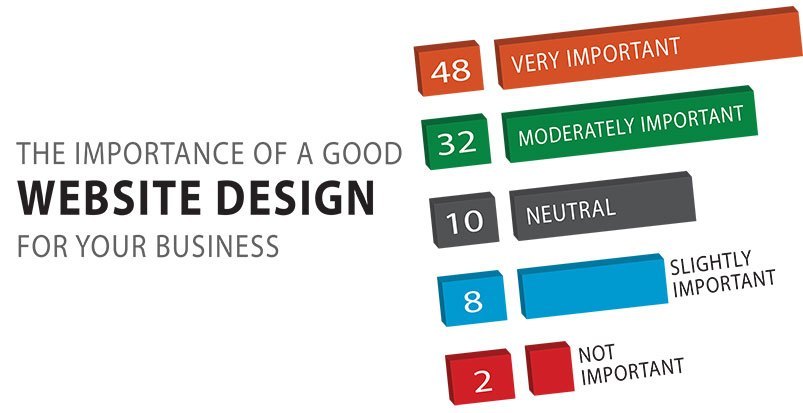 THE IMPORTANCE OF A GOOD
WEBSITE DESIGN
FOR YOUR BUSINESS
48 VERY IMPORTANT
32 MODERATELY IMPORTANT
10 NEUTRAL
8 SLIGHTLY
IMPORTANT
2 NOT
IMPORTANT